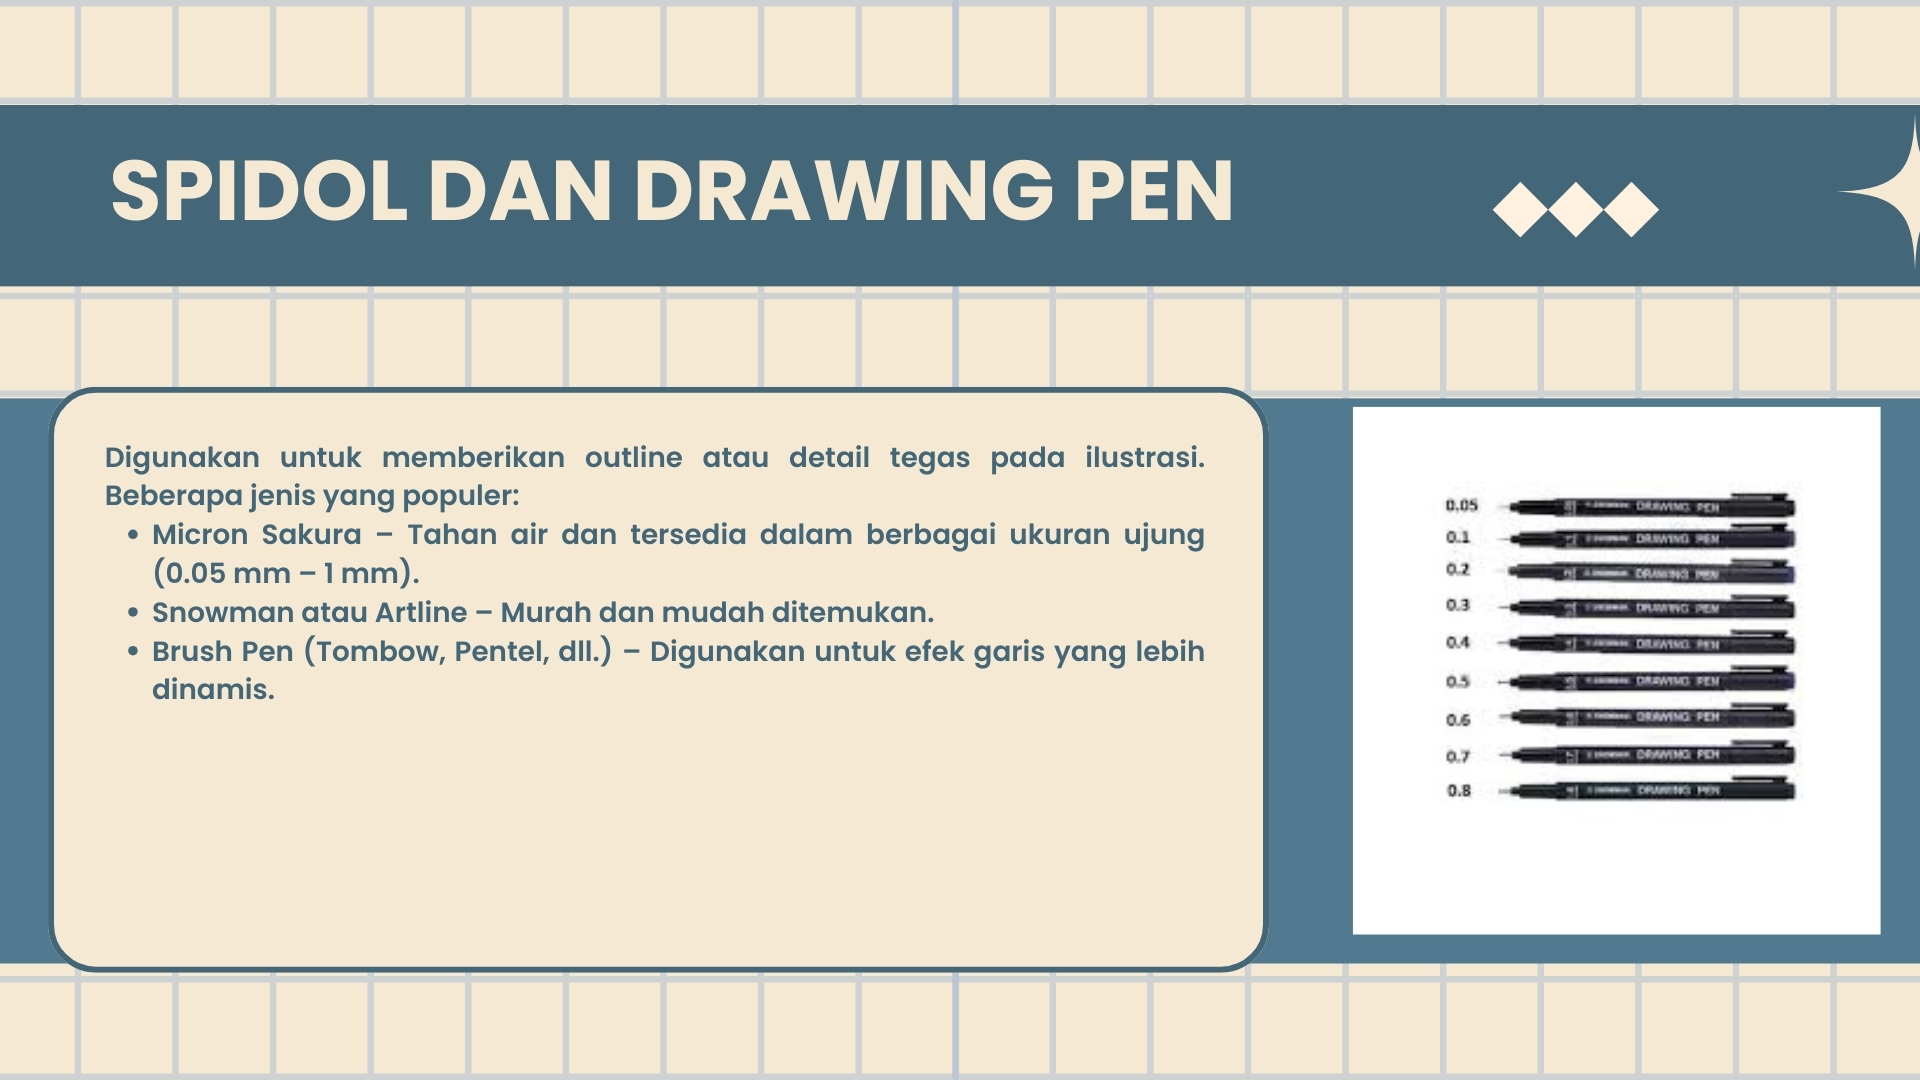 SPIDOL DAN DRAWING PEN
Digunakan untuk memberikan outline atau detail tegas pada ilustrasi.
Beberapa jenis yang populer:
• Micron Sakura – Tahan air dan tersedia dalam berbagai ukuran ujung
(0.05 mm – 1 mm).
• Snowman atau Artline – Murah dan mudah ditemukan.
• Brush Pen (Tombow, Pentel, dll.) – Digunakan untuk efek garis yang lebih
dinamis.
0.05 DRAWING PEN
0.1 DRAWING PEN
0.2 DRAWING PEN
0.3 DRAWING PEN
0.4 DRAWING PEN
0.5 DRAWING PEN
0.6 DRAWING PEN
0.7 DRAWING PEN
0.8 DRAWING PEN